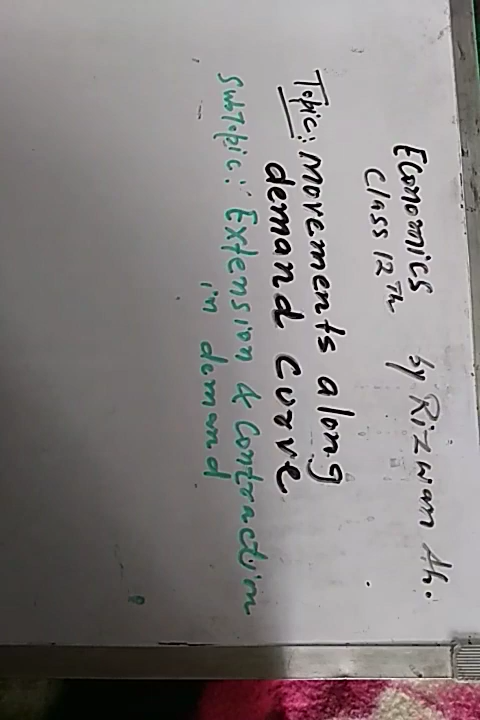 Economics by Rizwan Ah.
Class 12th
Topic: Movements along
demand curve
SubTopic: Extension & Contraction
in demand